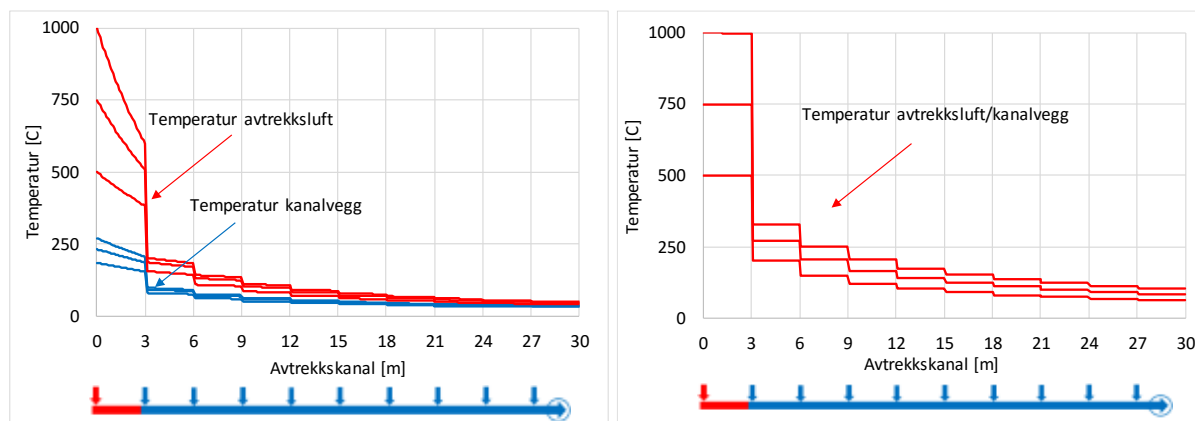 1000
750
500
250
0
Temperatur [C]
Temperatur avtrekksluft
Temperatur kanalvegg
0 3 6 9 12 15 18 21 24 27 30
Avtrekkskanal [m]
1000
750
500
250
0
Temperatur [C]
Temperatur avtrekksluft/kanalvegg
0 3 6 9 12 15 18 21 24 27 30
Avtrekkskanal [m]